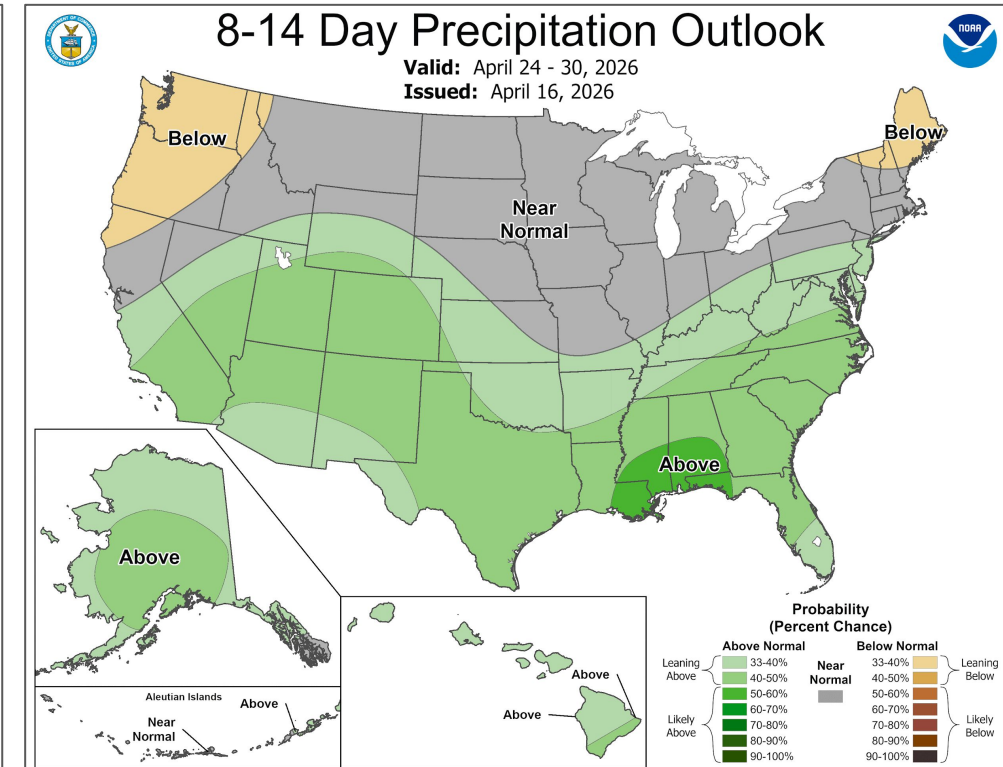 8-14 Day Precipitation Outlook
Valid: April 24 - 30, 2026
Issued: April 16, 2026
NOAA
Below
Below
Near
Normal
Above
Above
Aleutian Islands
Above
Near
Normal
Above
Above
Probability
(Percent Chance)
Above Normal
Below Normal
Leaning
Above
33-40%
40-50%
50-60%
60-70%
70-80%
80-90%
90-100%
Likely
Above
Near
Normal
33-40%
40-50%
50-60%
60-70%
70-80%
80-90%
90-100%
Leaning
Below
Likely
Below